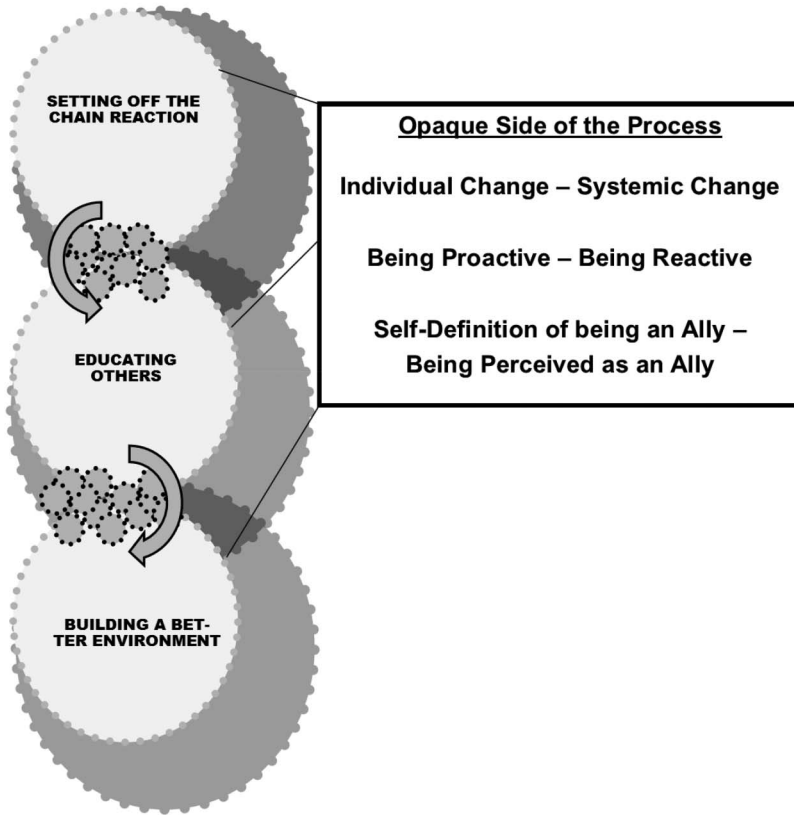 SETTING OFF THE
CHAIN REACTION
EDUCATING
OTHERS
BUILDING A BET-
TER ENVIRONMENT
Opaque Side of the Process
Individual Change – Systemic Change
Being Proactive – Being Reactive
Self-Definition of being an Ally –
Being Perceived as an Ally